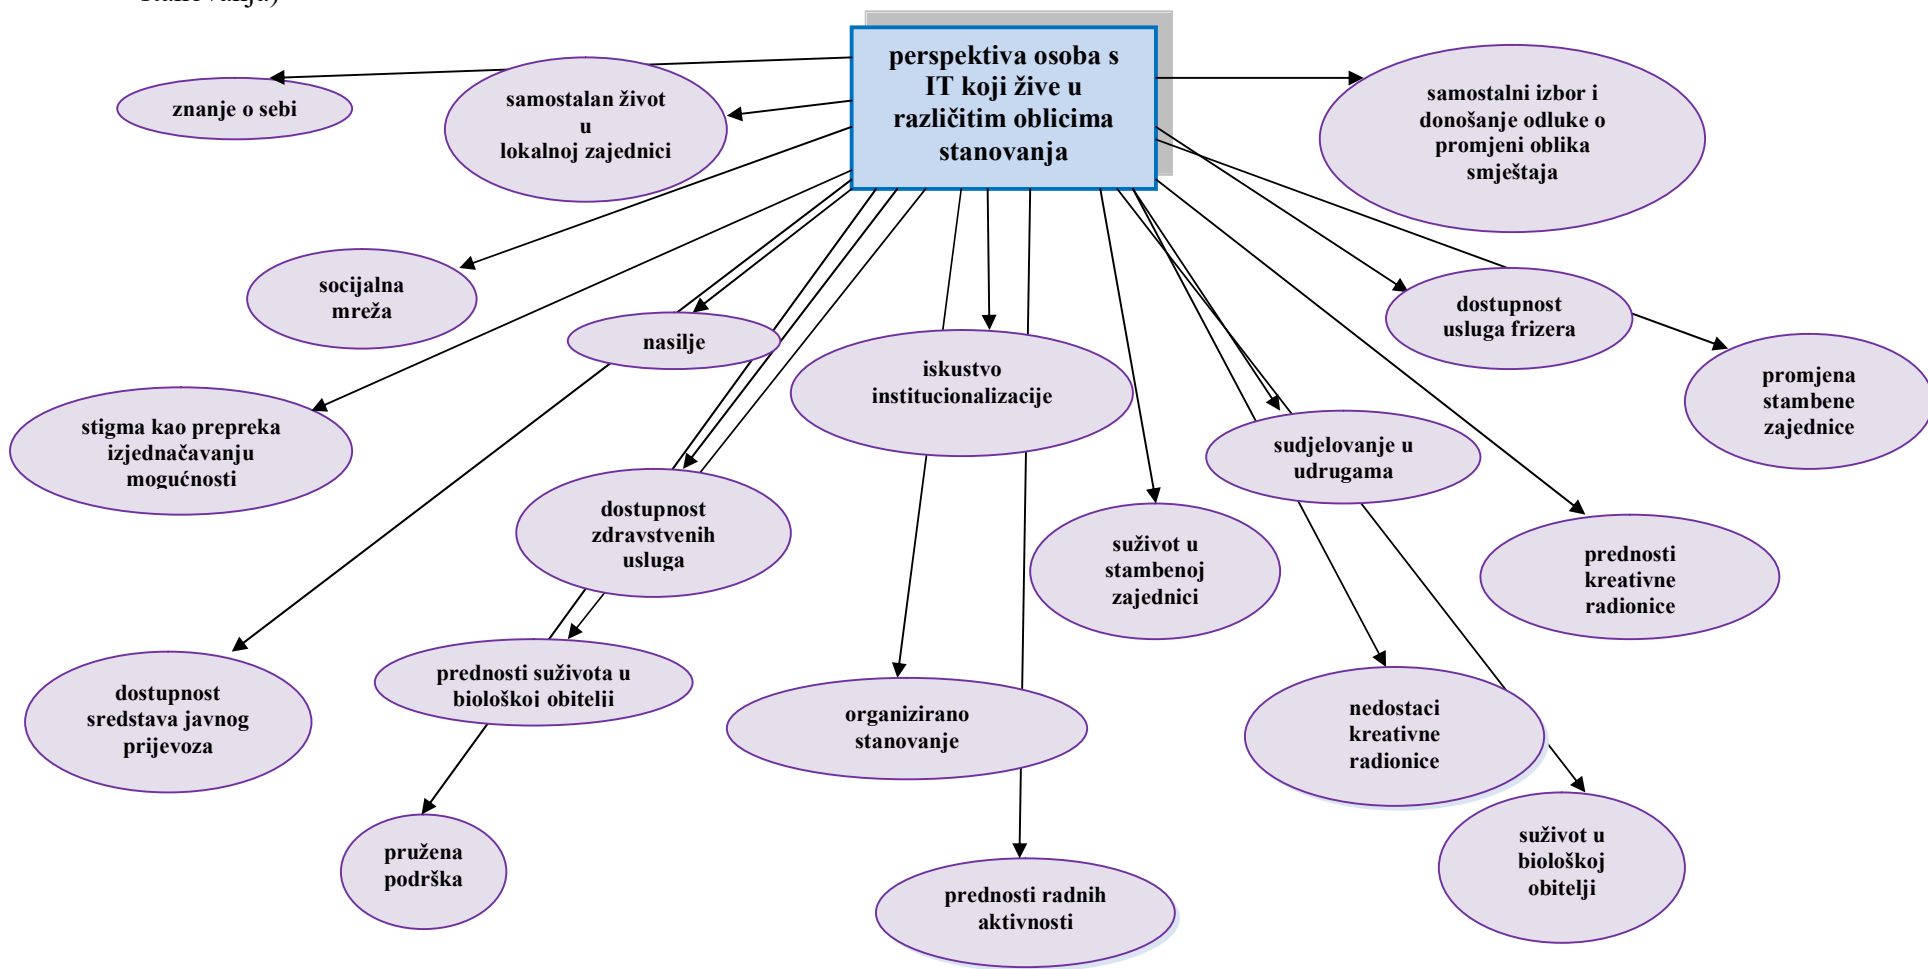 stanovanja)
perspektiva osoba s
IT koji žive u
različitim oblicima
stanovanja
znanje o sebi
samostalan život
u
lokalnoj zajednici
samostalni izbor i
donošanje odluke o
promjeni oblika
smještaja
socijalna
mreža
nasilje
iskustvo
institucionalizacije
dostupnost
usluga frizera
promjena
stambene
zajednice
stigma kao prepreka
izjednačavanju
mogućnosti
dostupnost
zdravstvenih
usluga
sudjelovanje u
udrugama
suživot u
stambenoj
zajednici
prednosti
kreativne
radionice
dostupnost
sredstava javnog
prijevoza
prednosti suživota u
biološkoj obitelji
organizirano
stanovanje
nedostaci
kreativne
radionice
pružena
podrška
prednosti radnih
aktivnosti
suživot u
biološkoj
obitelji